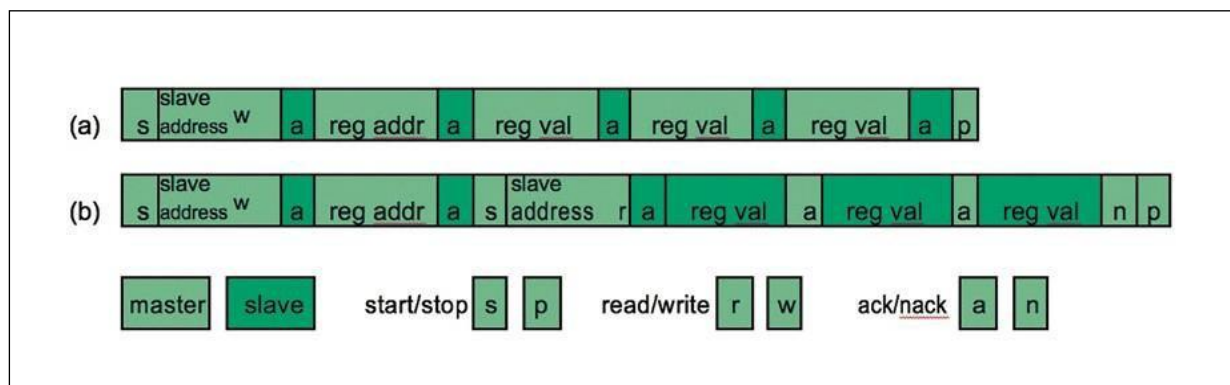 slave
(a) s address w a reg addr a reg val a reg val a reg val a p
slave slave
(b) s address w a reg addr a s address r a reg val a reg val a reg val n p
master slave start/stop s p read/write r w ack/nack a n